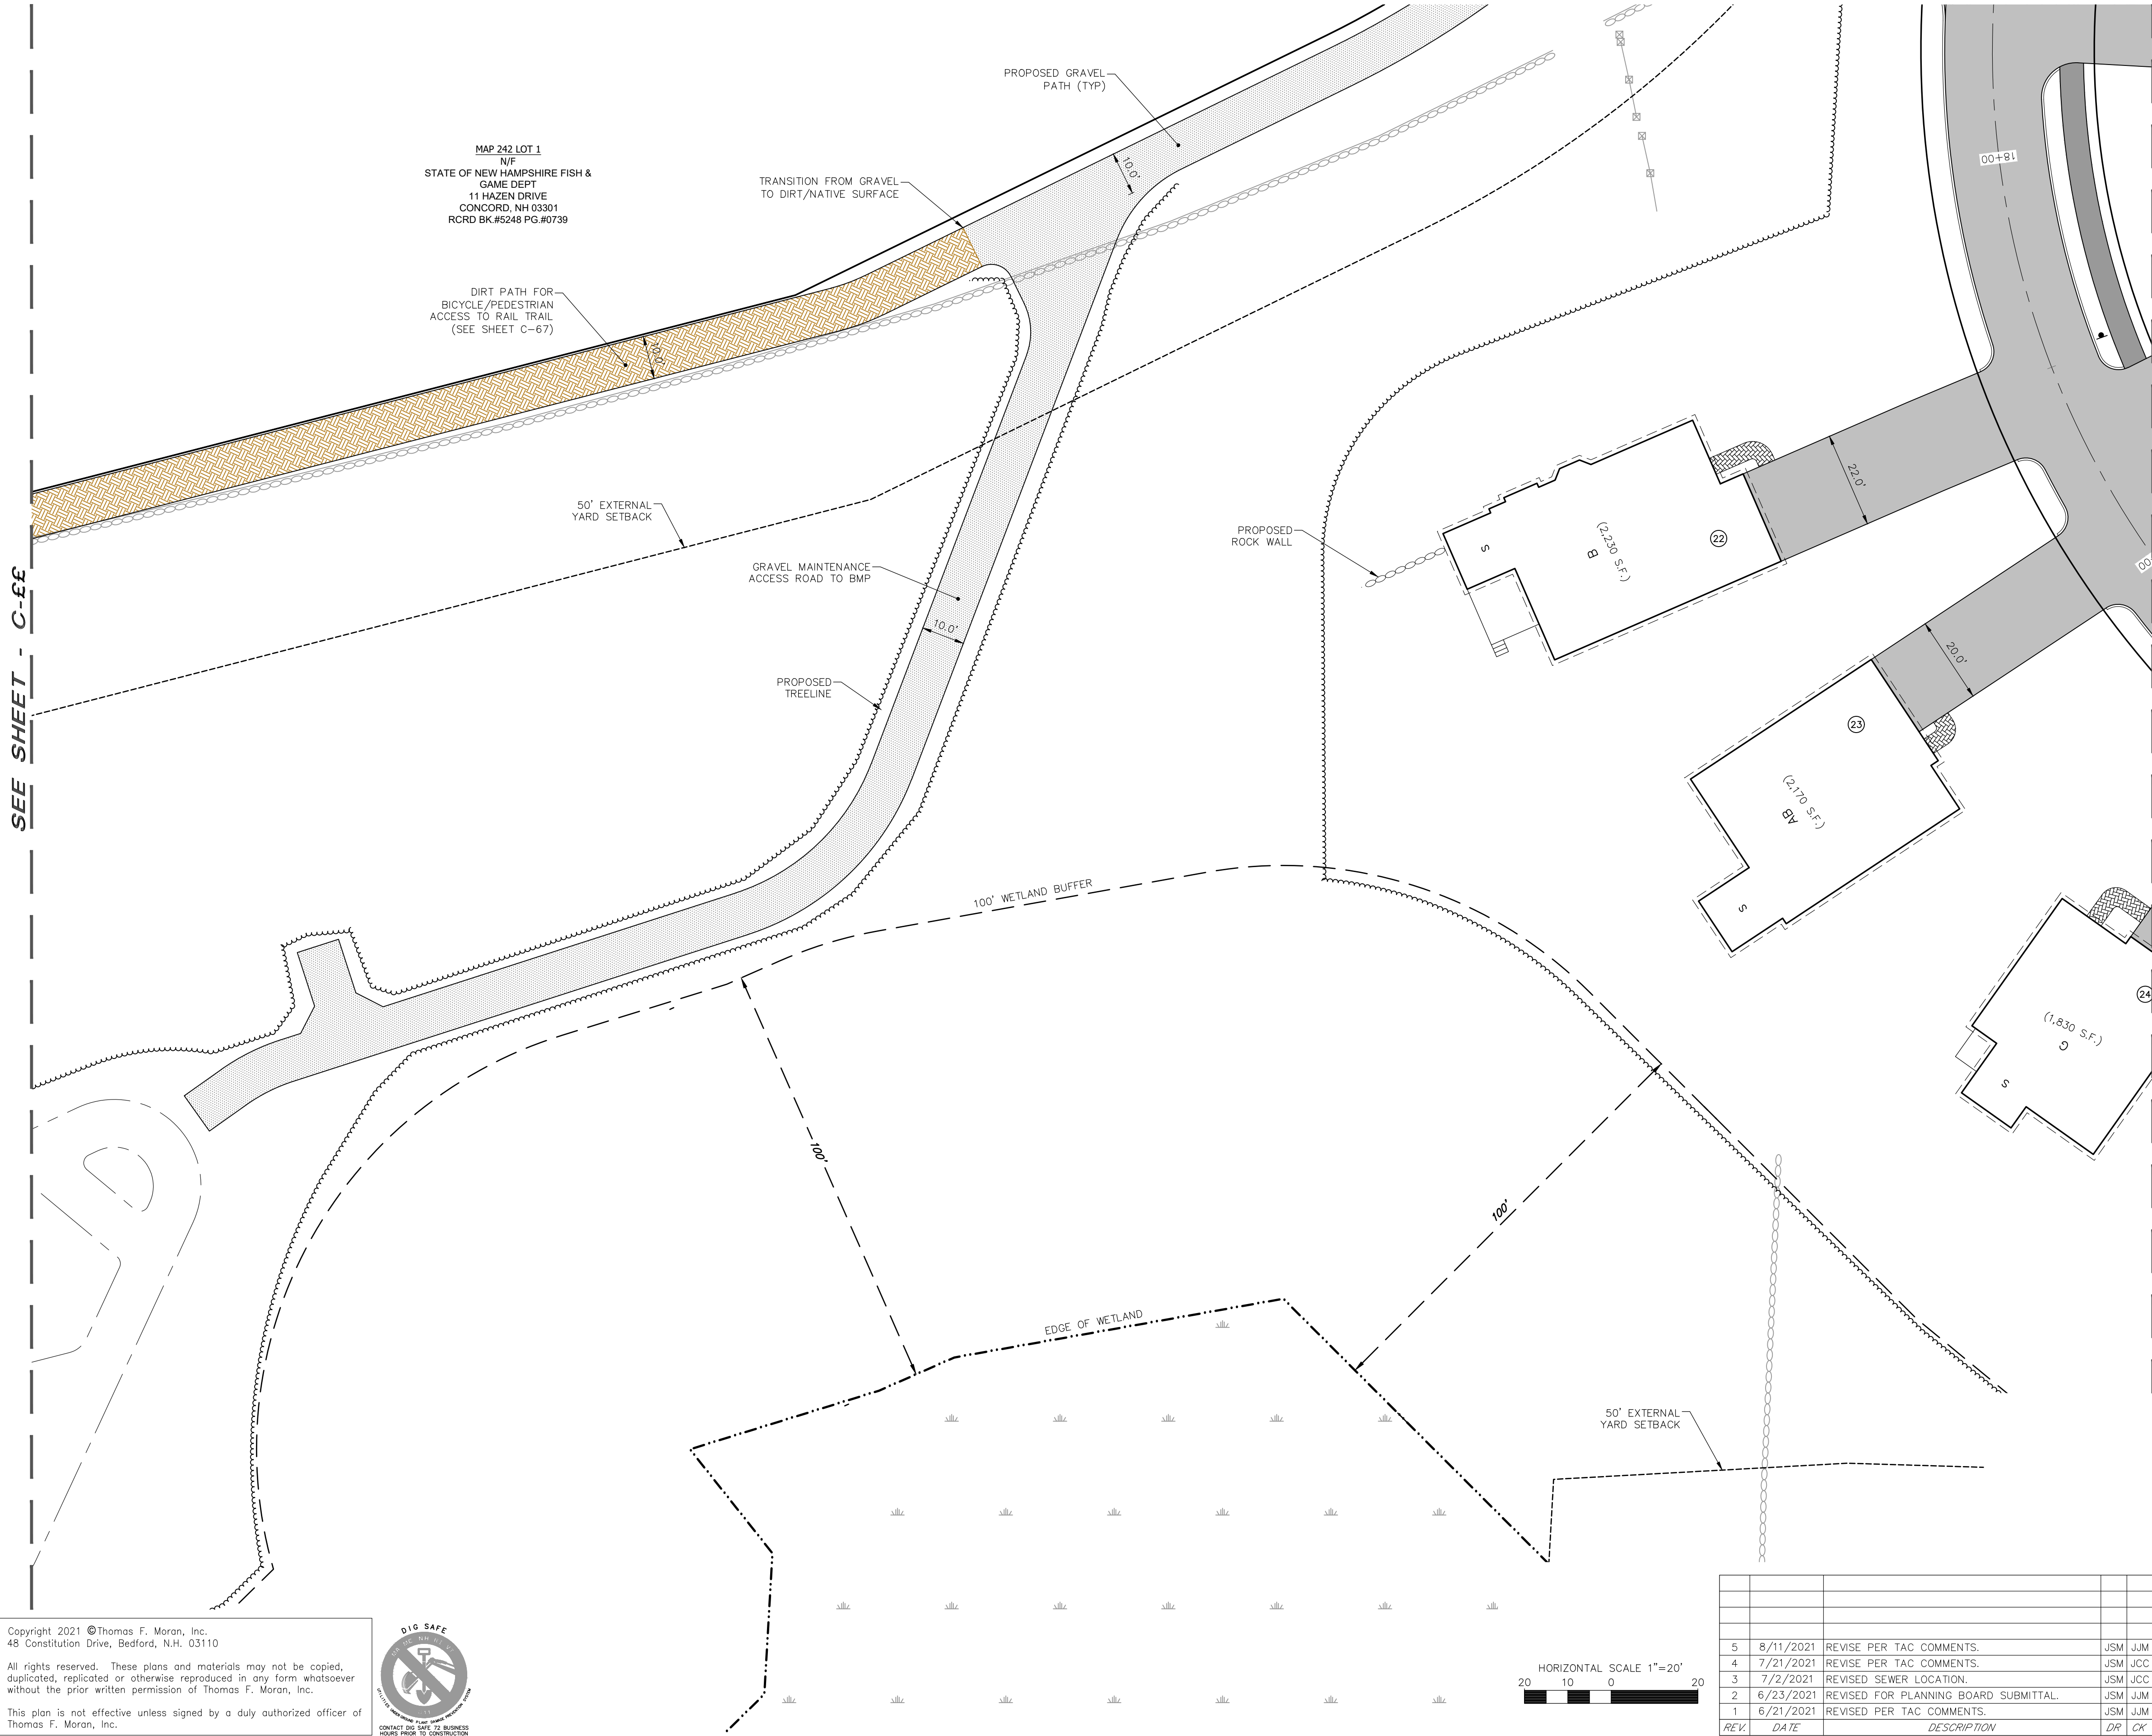 PROPOSED GRAVEL
PATH (TYP)
MAP 242 LOT 1
N/F
STATE OF NEW HAMPSHIRE FISH &
GAME DEPT
11 HAZEN DRIVE
CONCORD, NH 03301
RCRD BK.#5248 PG.#0739
TRANSITION FROM GRAVEL
TO DIRT/NATIVE SURFACE
10.0'
18+00
DIRT PATH FOR
BICYCLE/PEDESTRIAN
ACCESS TO RAIL TRAIL
(SEE SHEET C-67)
10.0'
50' EXTERNAL
YARD SETBACK
PROPOSED
ROCK WALL
S
B
(2,230 S.F.)
22
22.0'
00
GRAVEL MAINTENANCE
ACCESS ROAD TO BMP
10.0'
20.0'
SEE SHEET - C-££
PROPOSED
TREELINE
23
(2,170 S.F.)
AB
S
100' WETLAND BUFFER
24
(1,830 S.F.)
G
S
100'
100'
EDGE OF WETLAND
50' EXTERNAL
YARD SETBACK
Copyright 2021 ©Thomas F. Moran, Inc.
48 Constitution Drive, Bedford, N.H. 03110
All rights reserved. These plans and materials may not be copied,
duplicated, replicated or otherwise reproduced in any form whatsoever
without the prior written permission of Thomas F. Moran, Inc.
This plan is not effective unless signed by a duly authorized officer of
Thomas F. Moran, Inc.
DIG SAFE
CONTACT DIG SAFE 72 BUSINESS
HOURS PRIOR TO CONSTRUCTION
HORIZONTAL SCALE 1"=20'
20 10 0 20
5 8/11/2021 REVISE PER TAC COMMENTS. JSM JJM
4 7/21/2021 REVISE PER TAC COMMENTS. JSM JCC
3 7/2/2021 REVISED SEWER LOCATION. JSM JCC
2 6/23/2021 REVISED FOR PLANNING BOARD SUBMITTAL. JSM JJM
1 6/21/2021 REVISED PER TAC COMMENTS. JSM JJM
REV. DATE DESCRIPTION DR CK